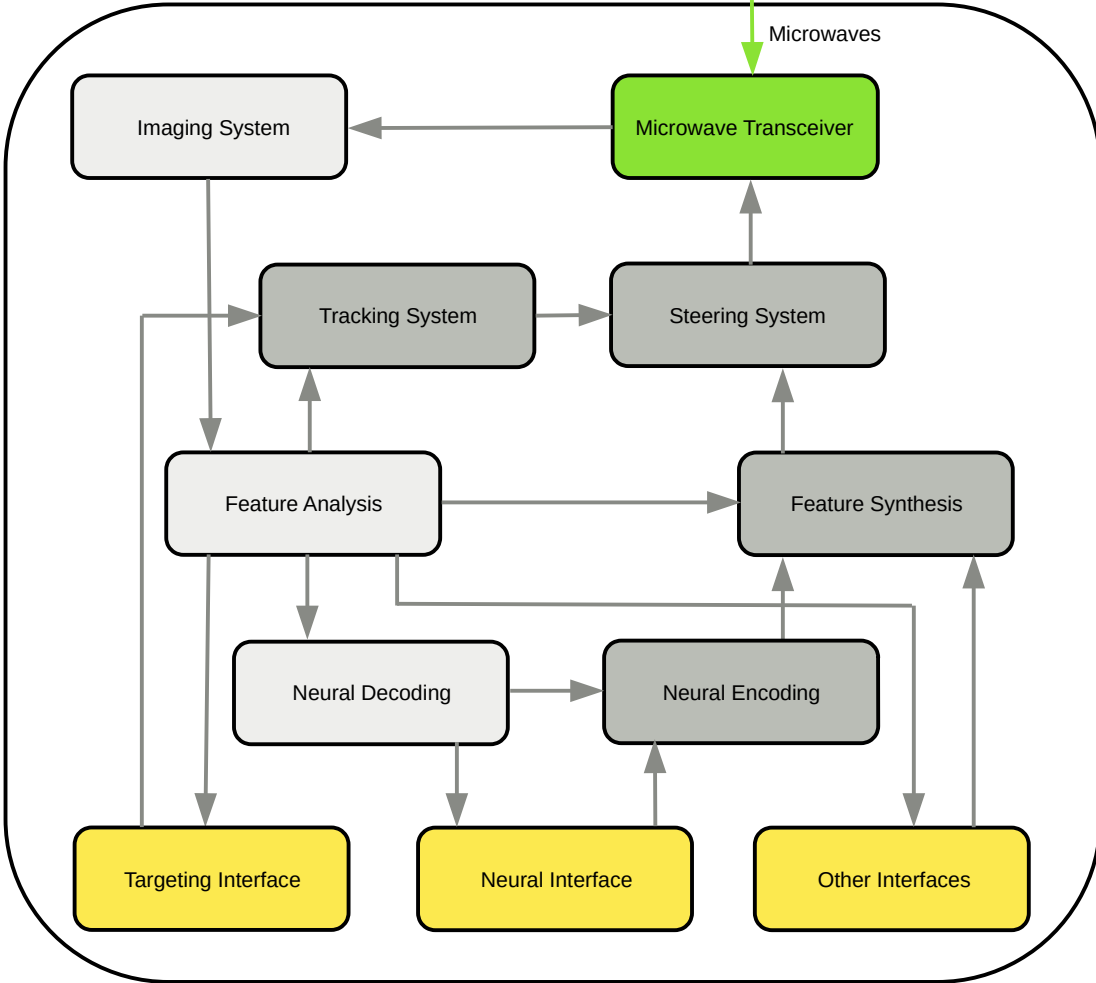 Microwaves
Imaging System
Microwave Transceiver
Tracking System
Steering System
Feature Analysis
Feature Synthesis
Neural Decoding
Neural Encoding
Targeting Interface
Neural Interface
Other Interfaces